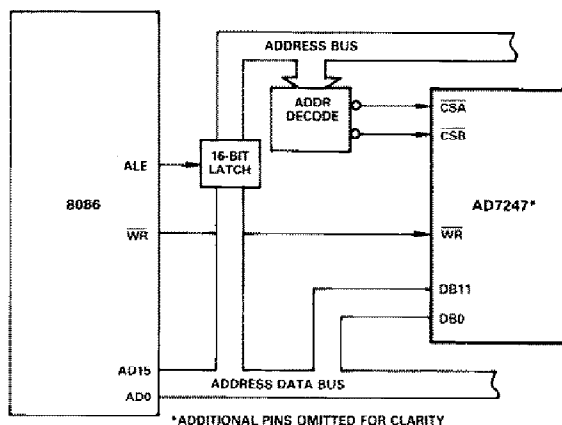 ADDRESS BUS
ADDR
DECODE
CSA
CSB
16-BIT
LATCH
ALE
8086
AD7247*
WR
WR
DB11
DB0
AD15
ADDRESS DATA BUS
AD0
*ADDITIONAL PINS OMITTED FOR CLARITY